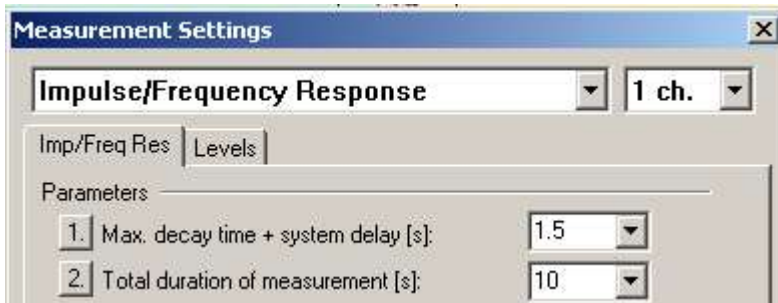 Measurement Settings
Impulse/Frequency Response 1 ch.
Imp/Freq Res Levels
Parameters
1. Max. decay time + system delay [s]: 1.5
2. Total duration of measurement [s]: 10